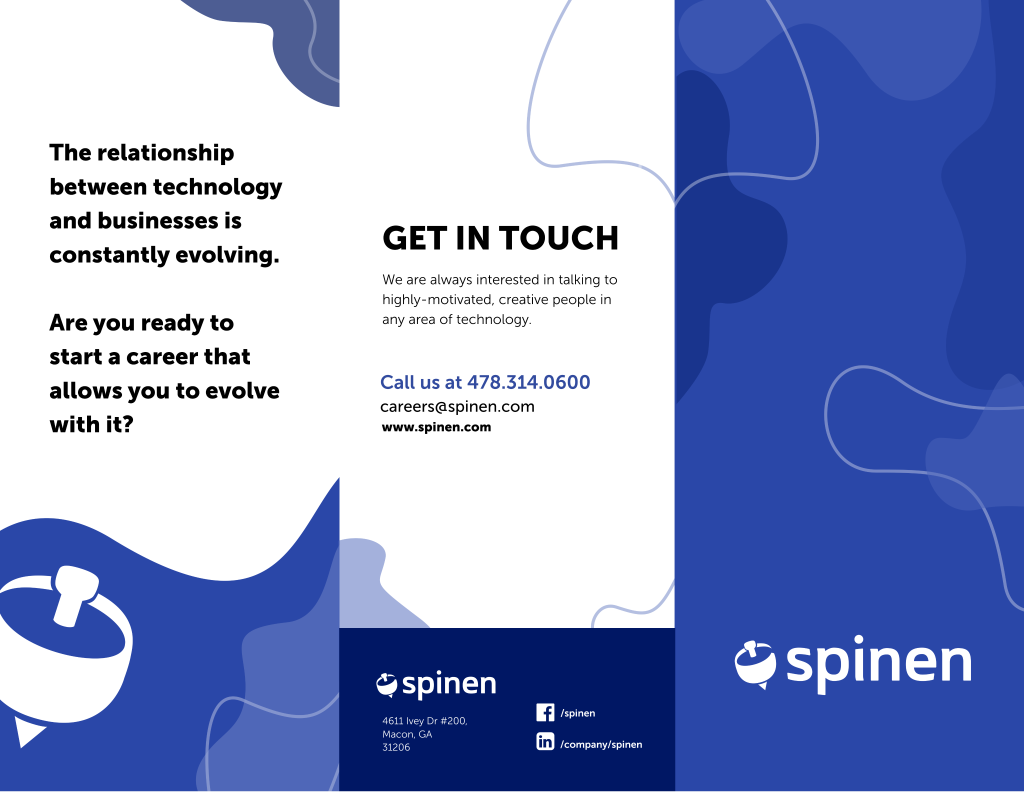 The relationship
between technology
and businesses is
constantly evolving.
Are you ready to
start a career that
allows you to evolve
with it?
GET IN TOUCH
We are always interested in talking to
highly-motivated, creative people in
any area of technology.
Call us at 478.314.0600
careers@spinen.com
www.spinen.com
spinen
4611 Ivey Dr #200,
Macon, GA
31206
/spinen
/company/spinen
spinen